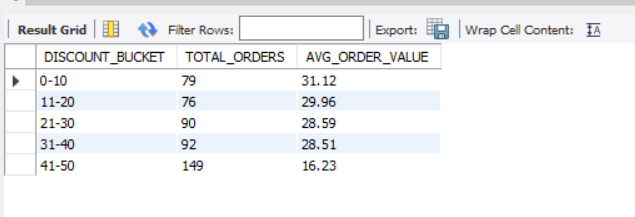 Result Grid Filter Rows: Export: Wrap Cell Content: IA
DISCOUNT_BUCKET TOTAL_ORDERS AVG_ORDER_VALUE
0-10 79 31.12
11-20 76 29.96
21-30 90 28.59
31-40 92 28.51
41-50 149 16.23